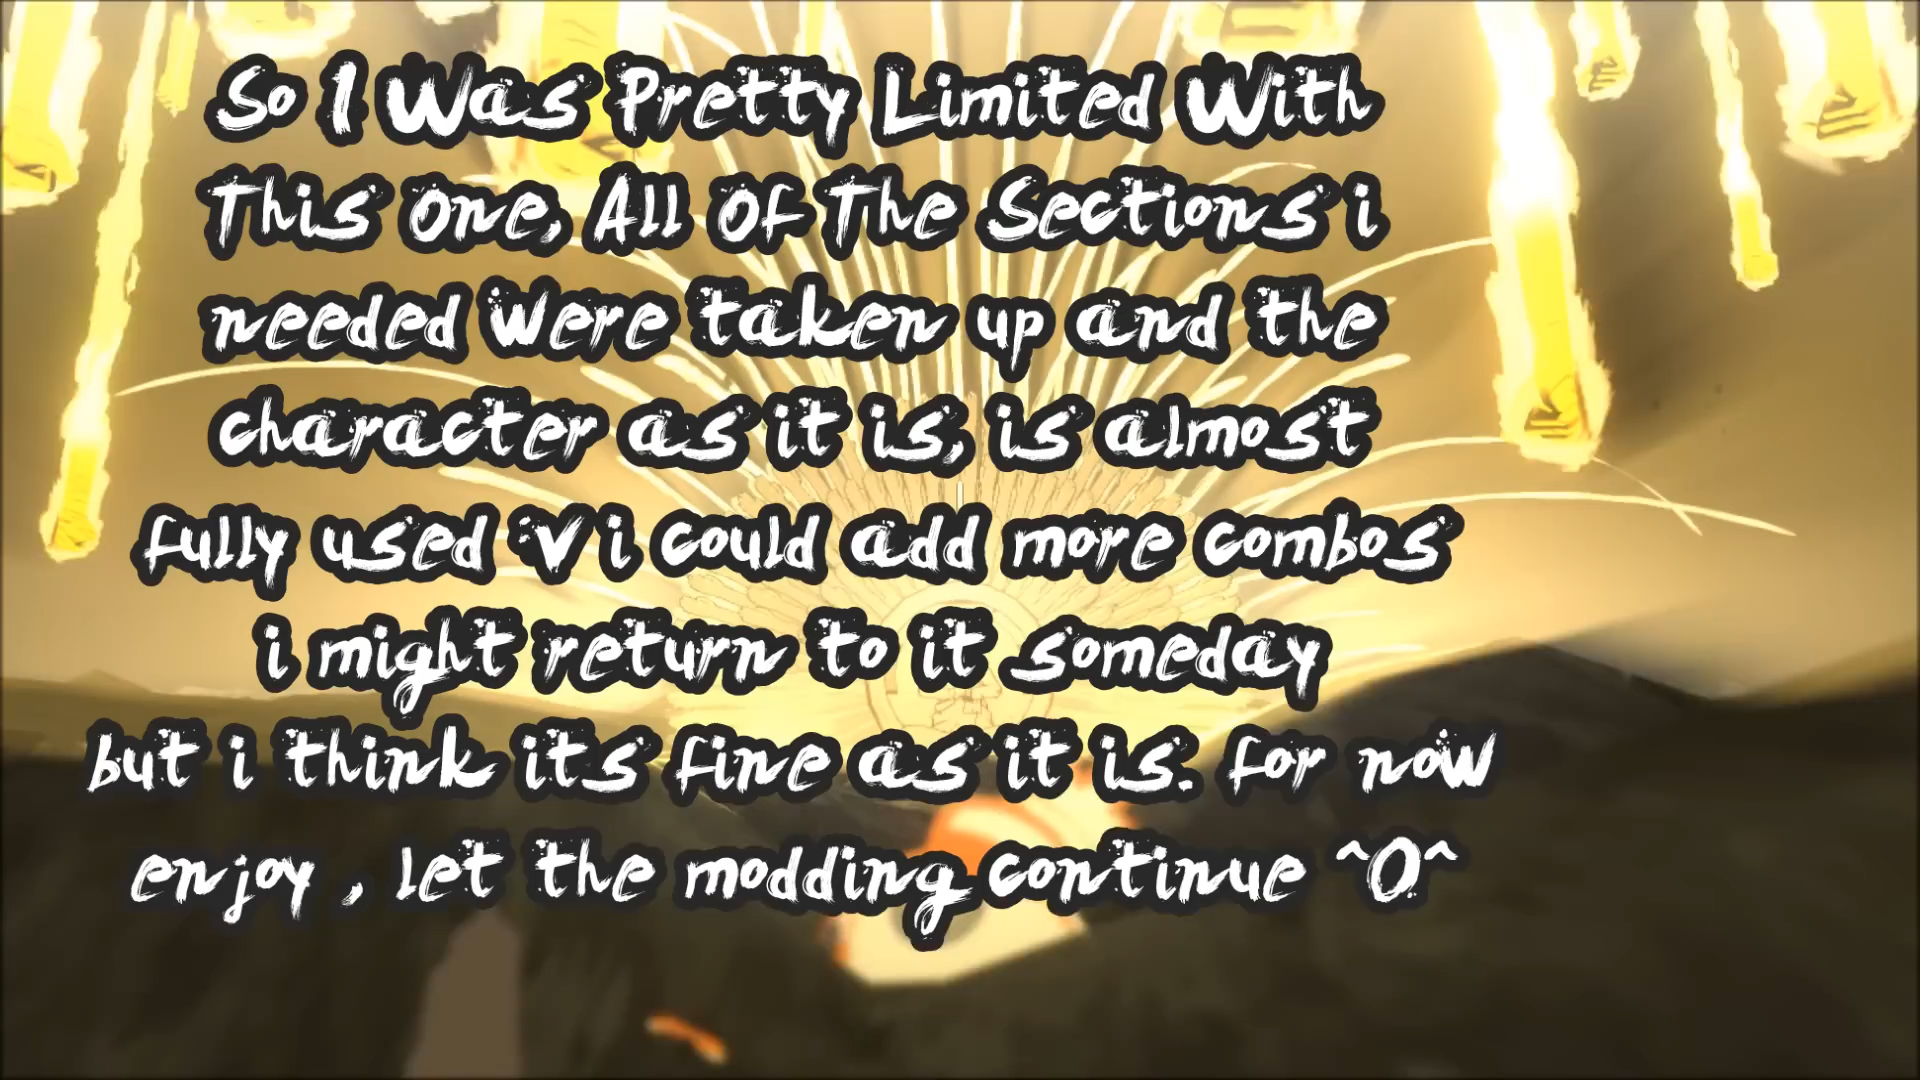 So I Was Pretty Limited With
This One, All Of The Sections i
needed were taken up and the
character as it is, is almost
fully used :V i could add more combos
i might return to it someday
but i think its fine as it is. for now
enjoy , let the modding continue ^O^